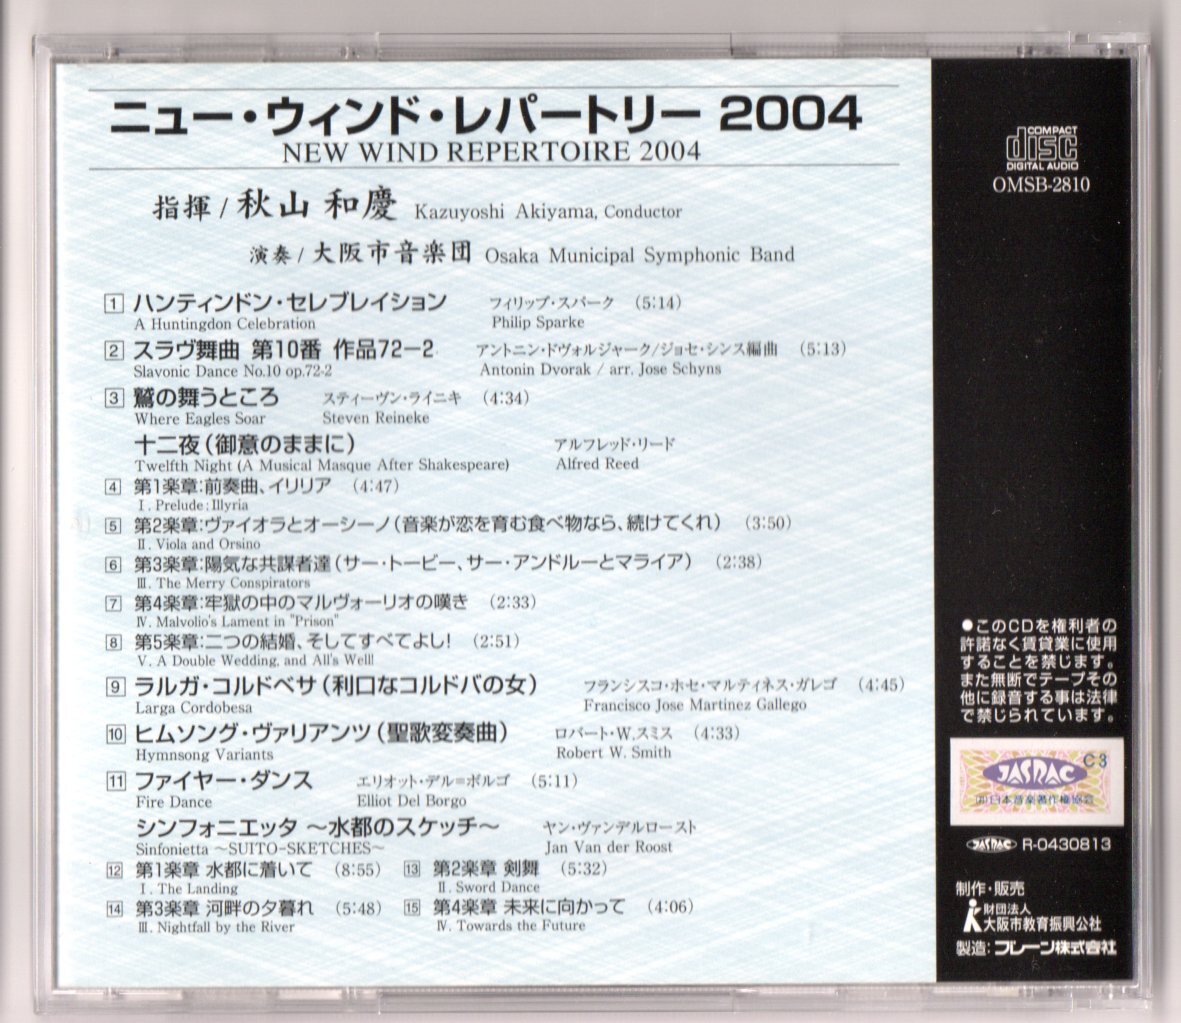 ニュー・ウィンド・レパートリー 2004
NEW WIND REPERTOIRE 2004
指揮 / 秋山 和慶 Kazuyoshi Akiyama, Conductor
演奏 / 大阪市音楽団 Osaka Municipal Symphonic Band
1 ハンティンドン・セレブレイション フィリップ・スパーク (5:14)
A Huntingdon Celebration Philip Sparke
2 スラヴ舞曲 第10番 作品72-2 アントニン・ドヴォルジャーク/ジョセ・シンス編曲 (5:13)
Slavonic Dance No.10 op.72-2 Antonin Dvorak / arr. Jose Schyns
3 鷲の舞うところ スティーヴン・ライニキ (4:34)
Where Eagles Soar Steven Reineke
十二夜(御意のままに) アルフレッド・リード
Twelfth Night (A Musical Masque After Shakespeare) Alfred Reed
4 第1楽章:前奏曲、イリリア (4:47)
Ⅰ. Prelude : Illyria
5 第2楽章:ヴァイオラとオーシーノ(音楽が恋を育む食べ物なら、続けてくれ) (3:50)
Ⅱ. Viola and Orsino
6 第3楽章:陽気な共謀者達(サー・トービー、サー・アンドルーとマライア) (2:38)
Ⅲ. The Merry Conspirators
7 第4楽章:牢獄の中のマルヴォーリオの嘆き (2:33)
Ⅳ. Malvolio's Lament in "Prison"
8 第5楽章:二つの結婚、そしてすべてよし! (2:51)
Ⅴ. A Double Wedding, and All's Well!
9 ラルガ・コルドベサ(利口なコルドバの女) フランシスコ・ホセ・マルティネス・ガレゴ (4:45)
Larga Cordobesa Francisco Jose Martinez Gallego
10 ヒムソング・ヴァリアンツ(聖歌変奏曲) ロバート・W.スミス (4:33)
Hymnsong Variants Robert W. Smith
11 ファイヤー・ダンス エリオット・デル=ボルゴ (5:11)
Fire Dance Elliot Del Borgo
シンフォニエッタ ～水都のスケッチ～ ヤン・ヴァンデルロースト
Sinfonietta ～SUITO-SKETCHES～ Jan Van der Roost
12 第1楽章 水都に着いて (8:55) 13 第2楽章 剣舞 (5:32)
Ⅰ. The Landing Ⅱ. Sword Dance
14 第3楽章 河畔の夕暮れ (5:48) 15 第4楽章 未来に向かって (4:06)
Ⅲ. Nightfall by the River Ⅳ. Towards the Future
COMPACT
disc
DIGITAL AUDIO
OMSB-2810
●このCDを権利者の
許諾なく賃貸業に使用
することを禁じます。
また無断でテープその
他に録音する事は法律
で禁じられています。
C3
JASRAC
(社)日本音楽著作権協会
JASRAC R-0430813
制作・販売
財団法人
大阪市教育振興公社
製造:ブレーン株式会社